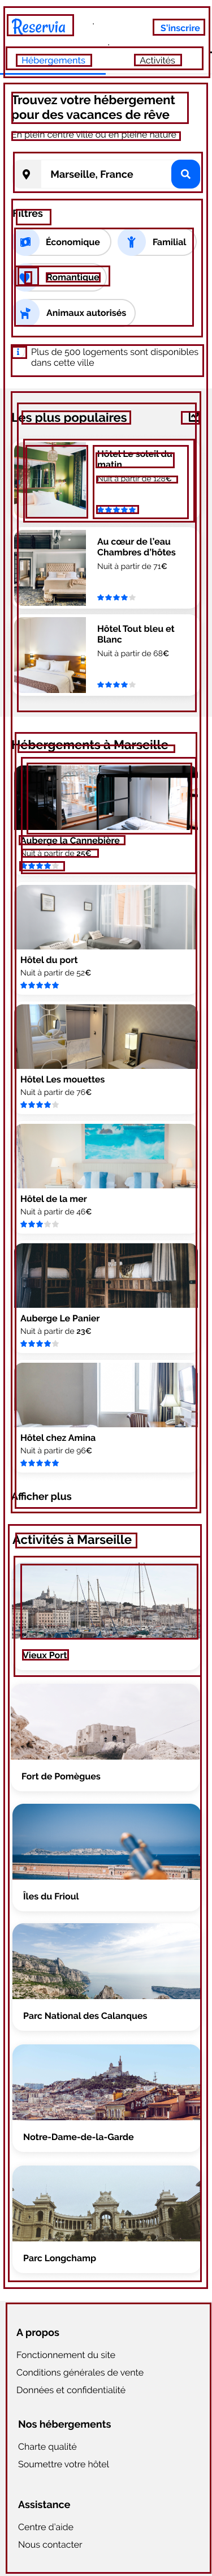 Reservia
S'inscrire
Hébergements
Activités
Trouvez votre hébergement
pour des vacances de rêve
En plein centre ville ou en pleine nature
Marseille, France
Filtres
Économique
Familial
Romantique
Animaux autorisés
Plus de 500 logements sont disponibles
dans cette ville
Les plus populaires
Hôtel Le soleil du
matin
Nuit à partir de 128€
Au cœur de l'eau
Chambres d'hôtes
Nuit à partir de 71€
Hôtel Tout bleu et
Blanc
Nuit à partir de 68€
Hébergements à Marseille
Auberge la Cannebière
Nuit à partir de 25€
Hôtel du port
Nuit à partir de 52€
Hôtel Les mouettes
Nuit à partir de 76€
Hôtel de la mer
Nuit à partir de 46€
Auberge Le Panier
Nuit à partir de 23€
Hôtel chez Amina
Nuit à partir de 96€
Afficher plus
Activités à Marseille
Vieux Port
Fort de Pomègues
Îles du Frioul
Parc National des Calanques
Notre-Dame-de-la-Garde
Parc Longchamp
A propos
Fonctionnement du site
Conditions générales de vente
Données et confidentialité
Nos hébergements
Charte qualité
Soumettre votre hôtel
Assistance
Centre d'aide
Nous contacter